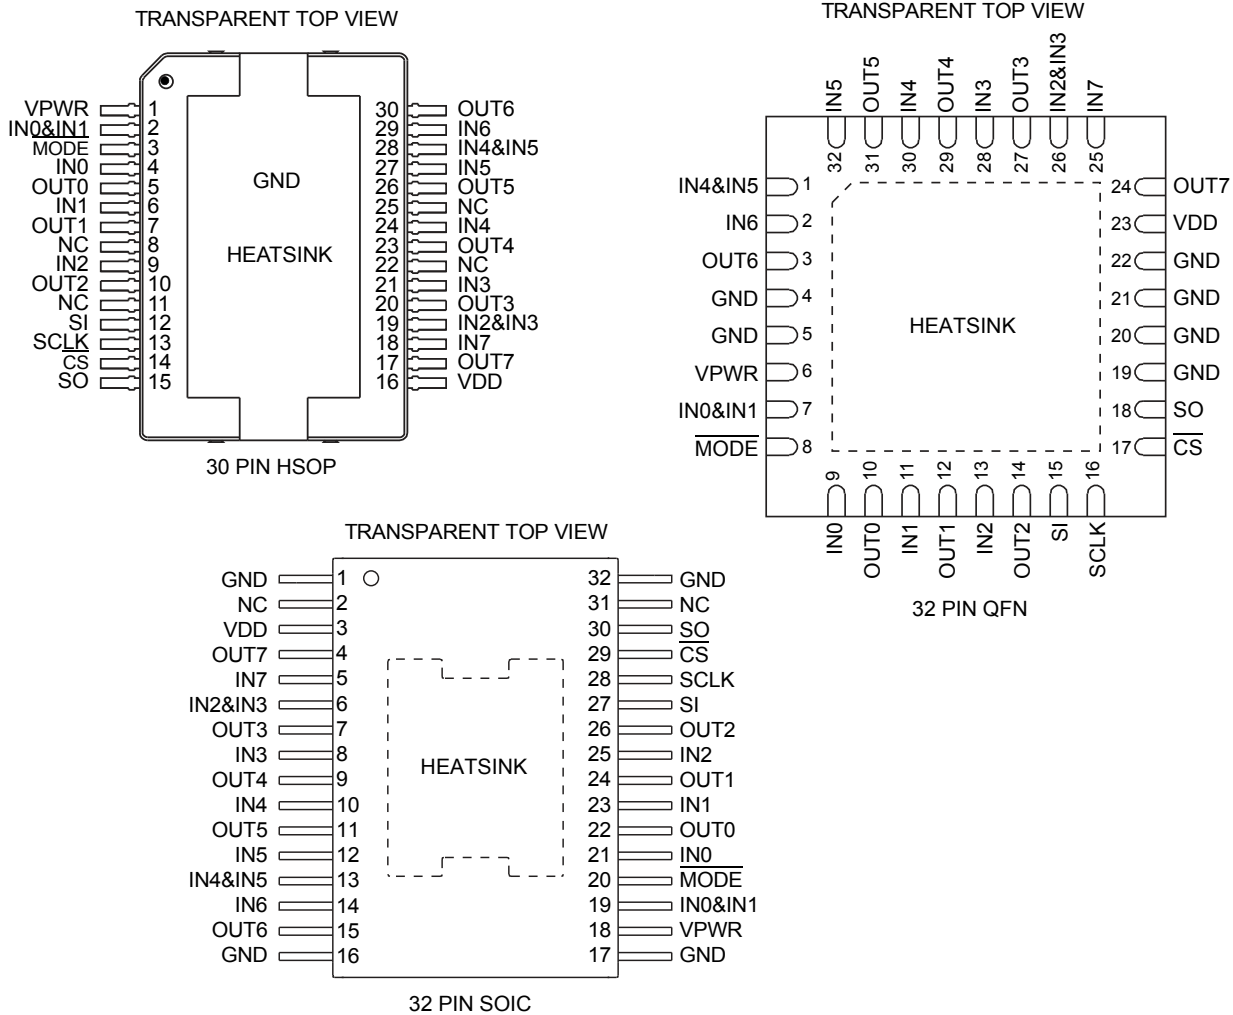 TRANSPARENT TOP VIEW
VPWR 1
IN0&IN1 2
MODE 3
IN0 4
OUT0 5
IN1 6
OUT1 7
NC 8
IN2 9
OUT2 10
NC 11
SI 12
SCLK 13
CS 14
SO 15
GND
HEATSINK
30 OUT6
29 IN6
28 IN4&IN5
27 IN5
26 OUT5
25 NC
24 IN4
23 OUT4
22 NC
21 IN3
20 OUT3
19 IN2&IN3
18 IN7
17 OUT7
16 VDD
30 PIN HSOP
TRANSPARENT TOP VIEW
IN5 32
OUT5 31
IN4 30
OUT4 29
IN3 28
OUT3 27
IN2&IN3 26
IN7 25
IN4&IN5 1
IN6 2
OUT6 3
GND 4
GND 5
VPWR 6
IN0&IN1 7
MODE 8
HEATSINK
24 OUT7
23 VDD
22 GND
21 GND
20 GND
19 GND
18 SO
17 CS
9 IN0
10 OUT0
11 IN1
12 OUT1
13 IN2
14 OUT2
15 SI
16 SCLK
32 PIN QFN
TRANSPARENT TOP VIEW
GND 1
NC 2
VDD 3
OUT7 4
IN7 5
IN2&IN3 6
OUT3 7
IN3 8
OUT4 9
IN4 10
OUT5 11
IN5 12
IN4&IN5 13
IN6 14
OUT6 15
GND 16
HEATSINK
32 GND
31 NC
30 SO
29 CS
28 SCLK
27 SI
26 OUT2
25 IN2
24 OUT1
23 IN1
22 OUT0
21 IN0
20 MODE
19 IN0&IN1
18 VPWR
17 GND
32 PIN SOIC